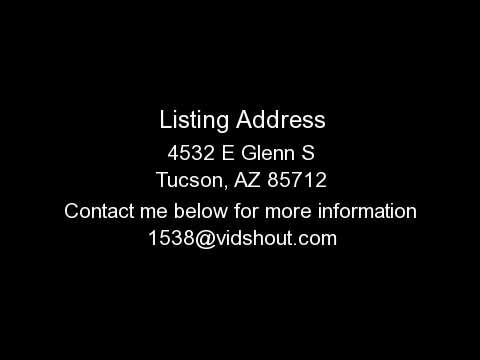 Listing Address
4532 E Glenn S
Tucson, AZ 85712
Contact me below for more information
1538@vidshout.com